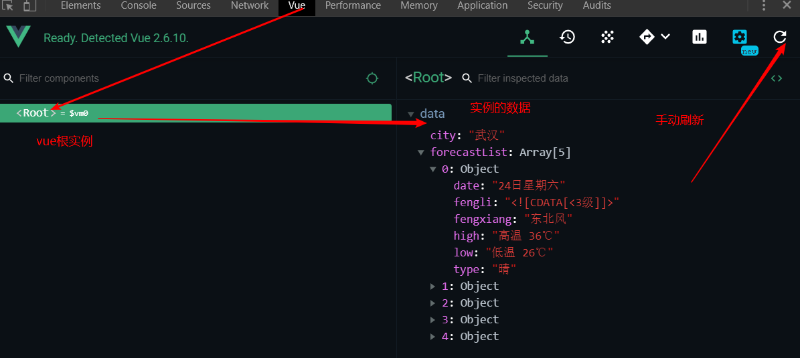 Elements Console Sources Network Vue Performance Memory Application Security Audits
Ready. Detected Vue 2.6.10.
new
Filter components
<Root> Filter inspected data
<Root> = $vm0
vue根实例
data
实例的数据
手动刷新
city: "武汉"
forecastList: Array[5]
0: Object
date: "24日星期六"
fengli: "<![CDATA[<3级]]>"
fengxiang: "东北风"
high: "高温 36℃"
low: "低温 26℃"
type: "晴"
1: Object
2: Object
3: Object
4: Object